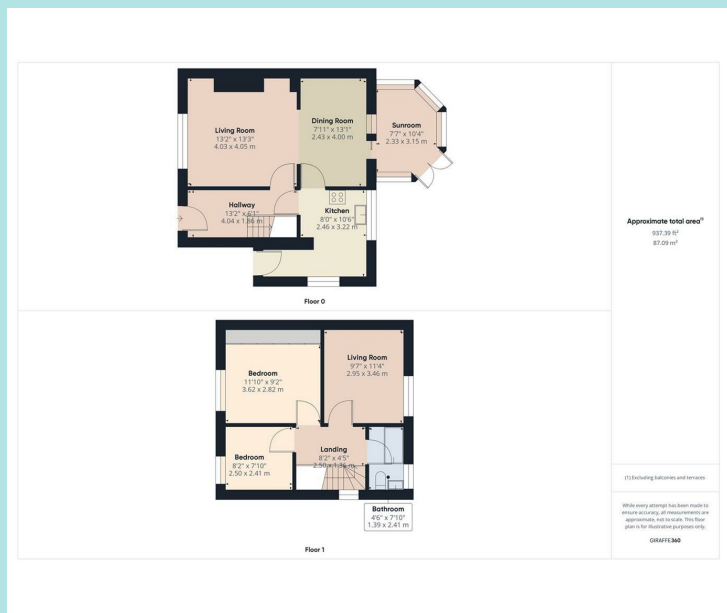 Living Room
13'2" x 13'3"
4.03 x 4.05 m
Dining Room
7'11" x 13'1"
2.43 x 4.00 m
Sunroom
7'7" x 10'4"
2.33 x 3.15 m
Hallway
13'2" x 6'1"
4.04 x 1.86 m
Kitchen
8'0" x 10'6"
2.46 x 3.22 m
Floor 0
Approximate total area⁽¹⁾
937.39 ft²
87.09 m²
Bedroom
11'10" x 9'2"
3.62 x 2.82 m
Living Room
9'7" x 11'4"
2.95 x 3.46 m
Bedroom
8'2" x 7'10"
2.50 x 2.41 m
Landing
8'2" x 4'5"
2.50 x 1.36 m
Bathroom
4'6" x 7'10"
1.39 x 2.41 m
Floor 1
(1) Excluding balconies and terraces
While every attempt has been made to
ensure accuracy, all measurements are
approximate, not to scale. This floor
plan is for illustrative purposes only.
GIRAFFE360